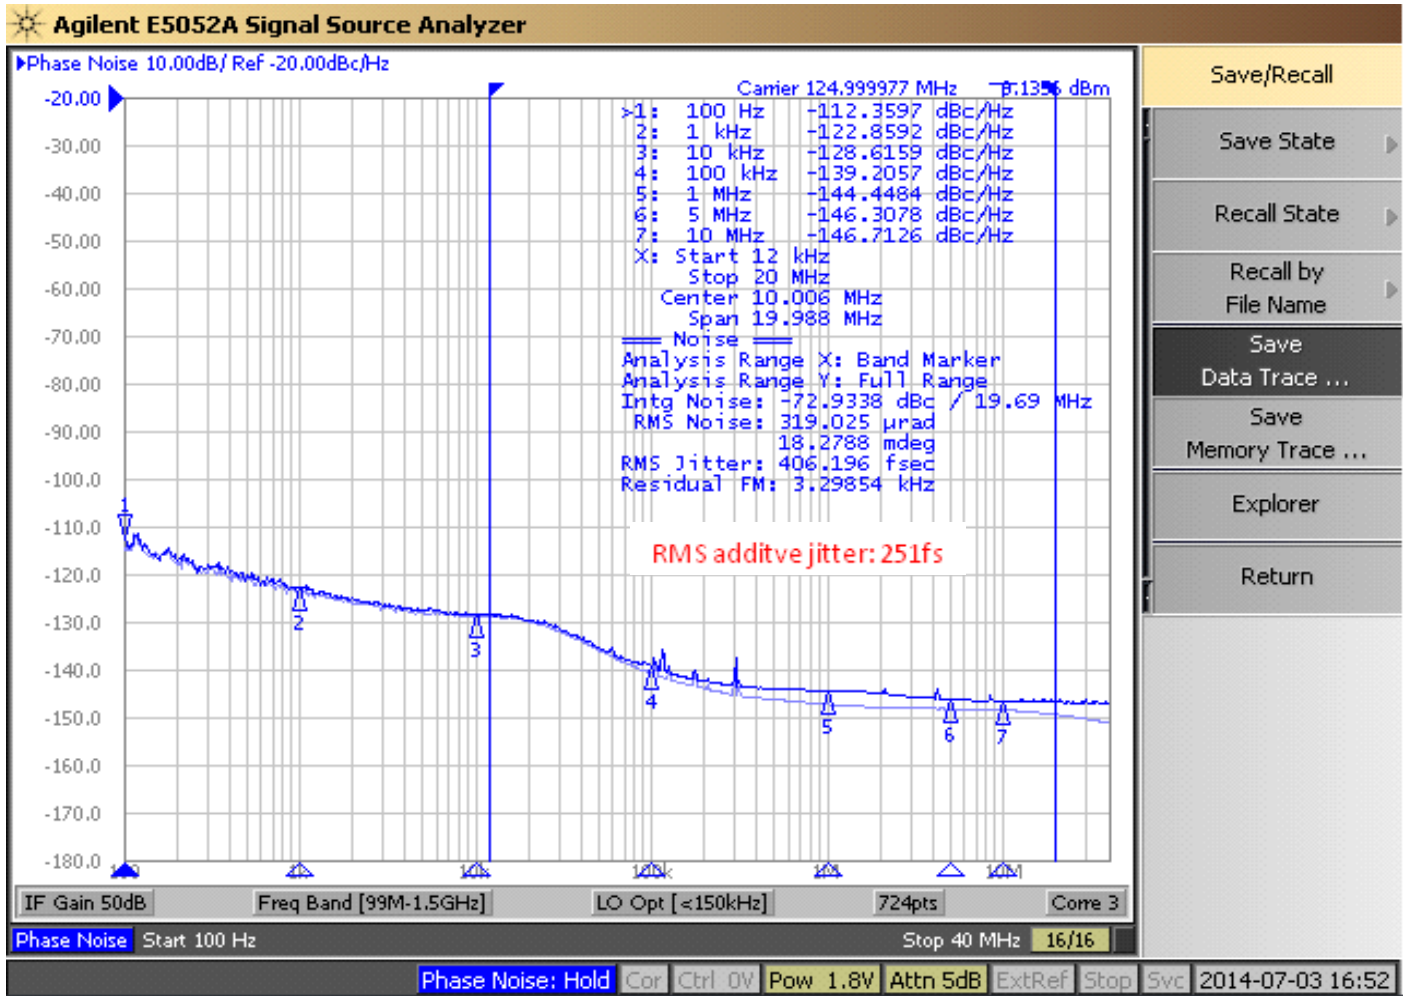 Agilent E5052A Signal Source Analyzer
Phase Noise 10.00dB/ Ref -20.00dBc/Hz
Carrier 124.999977 MHz dBm
-20.00
-30.00
-40.00
-50.00
-60.00
-70.00
-80.00
-90.00
-100.0
-110.0
-120.0
-130.0
-140.0
-150.0
-160.0
-170.0
-180.0
>1: 100 Hz -112.3597 dBc/Hz
2: 1 kHz -122.8592 dBc/Hz
3: 10 kHz -128.6159 dBc/Hz
4: 100 kHz -139.2057 dBc/Hz
5: 1 MHz -144.4484 dBc/Hz
6: 5 MHz -146.3078 dBc/Hz
7: 10 MHz -146.7126 dBc/Hz
X: Start 12 kHz
Stop 20 MHz
Center 10.006 MHz
Span 19.988 MHz
=== Noise ===
Analysis Range X: Band Marker
Analysis Range Y: Full Range
Intg Noise: -72.9338 dBc / 19.69 MHz
RMS Noise: 319.025 µrad
18.2788 mdeg
RMS Jitter: 406.196 fsec
Residual FM: 3.29854 kHz
RMS additve jitter: 251fs
1
2
3
4
5
6
7
100k
10M
IF Gain 50dB
Freq Band [99M-1.5GHz]
LO Opt [<150kHz]
724pts
Corre 3
Phase Noise Start 100 Hz
Stop 40 MHz 16/16
Phase Noise: Hold Cor Ctrl 0V Pow 1.8V Attn 5dB ExtRef Stop Svc 2014-07-03 16:52
Save/Recall
Save State
Recall State
Recall by
File Name
Save
Data Trace ...
Save
Memory Trace ...
Explorer
Return